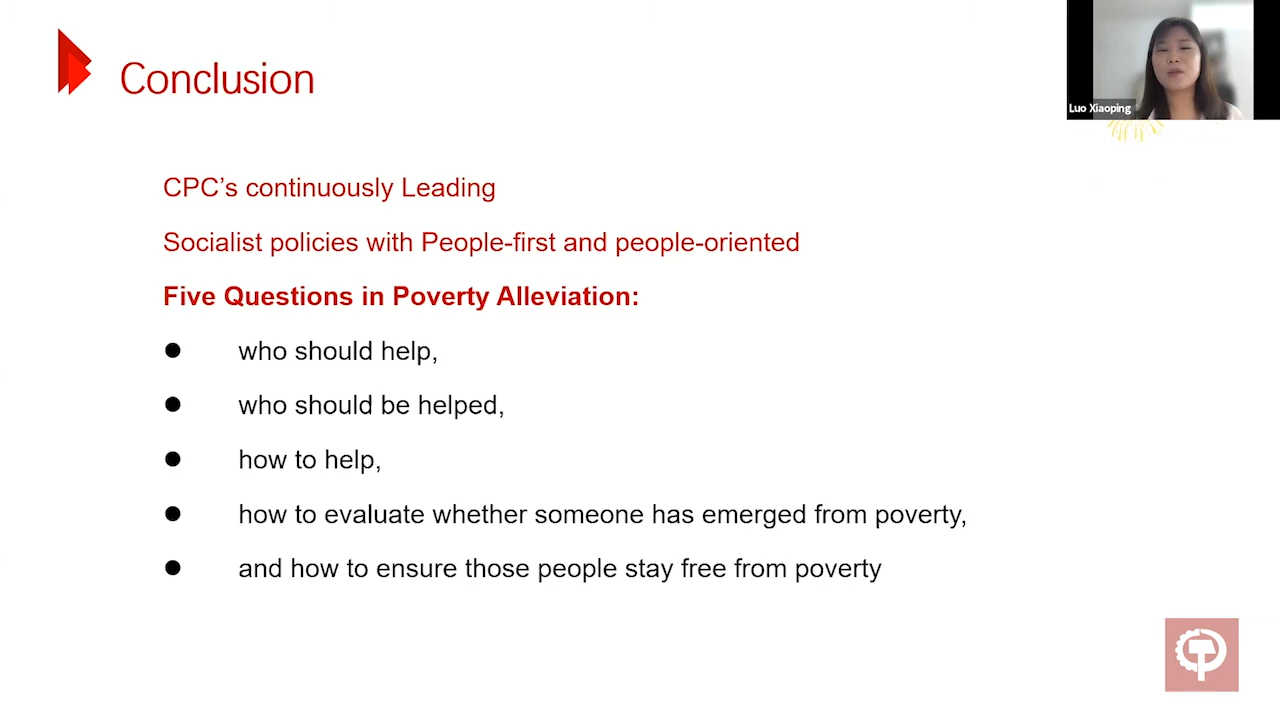 Conclusion
Luo Xiaoping
CPC’s continuously Leading
Socialist policies with People-first and people-oriented
Five Questions in Poverty Alleviation:
● who should help,
● who should be helped,
● how to help,
● how to evaluate whether someone has emerged from poverty,
● and how to ensure those people stay free from poverty